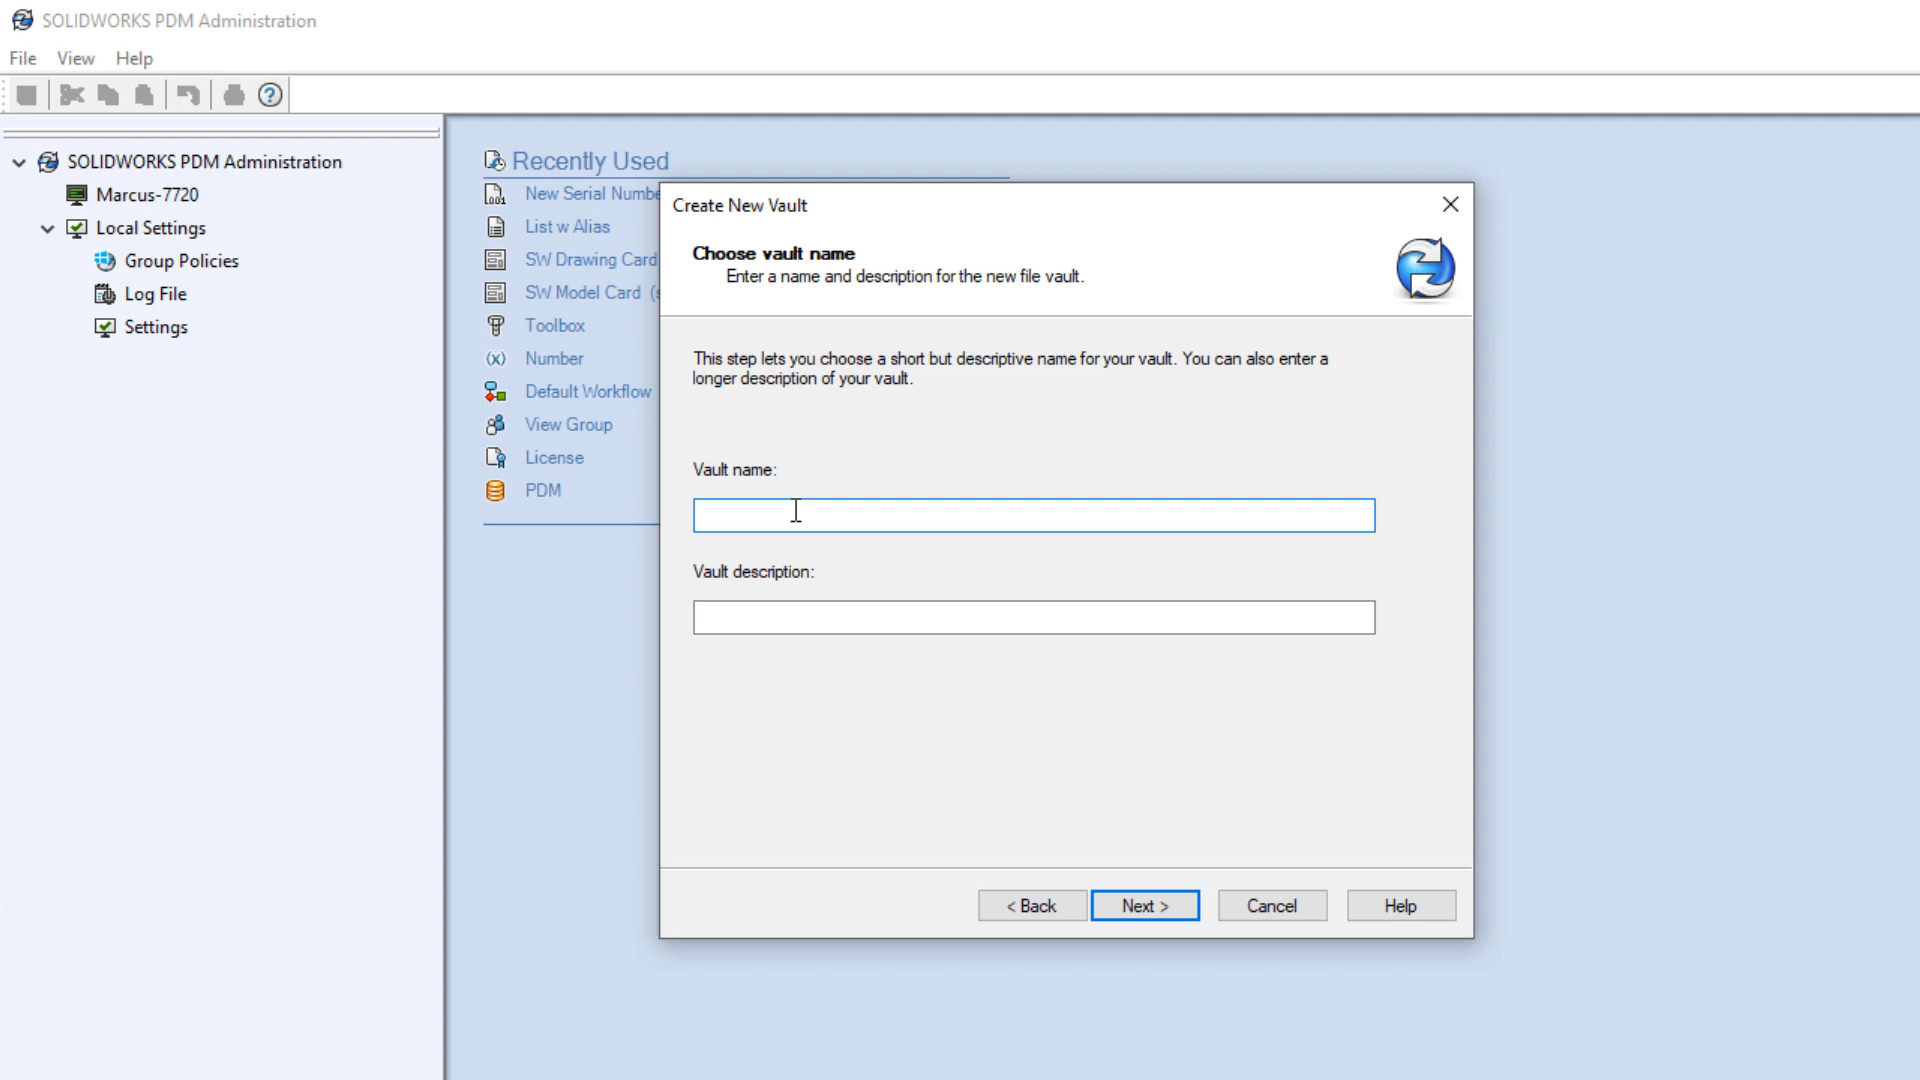 SOLIDWORKS PDM Administration
File View Help
SOLIDWORKS PDM Administration
Marcus-7720
Local Settings
Group Policies
Log File
Settings
Recently Used
New Serial Numbe
List w Alias
SW Drawing Card
SW Model Card (s
Toolbox
(x) Number
Default Workflow
View Group
License
PDM
Create New Vault
Choose vault name
Enter a name and description for the new file vault.
This step lets you choose a short but descriptive name for your vault. You can also enter a
longer description of your vault.
Vault name:
Vault description:
< Back Next > Cancel Help